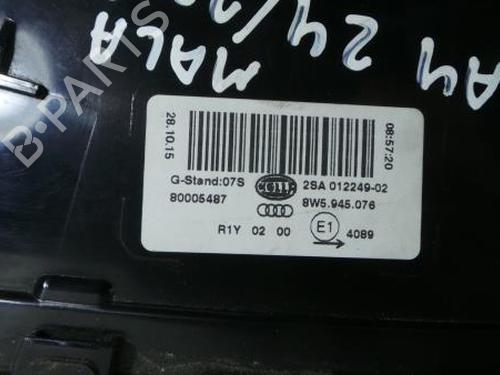 A4 24/
MALA
B-PARTS
28.10.15
08:57:20
G-Stand:07S
HELLA
2SA 012249-02
80005487
8W5.945.076
R1Y 02 00
E1
4089